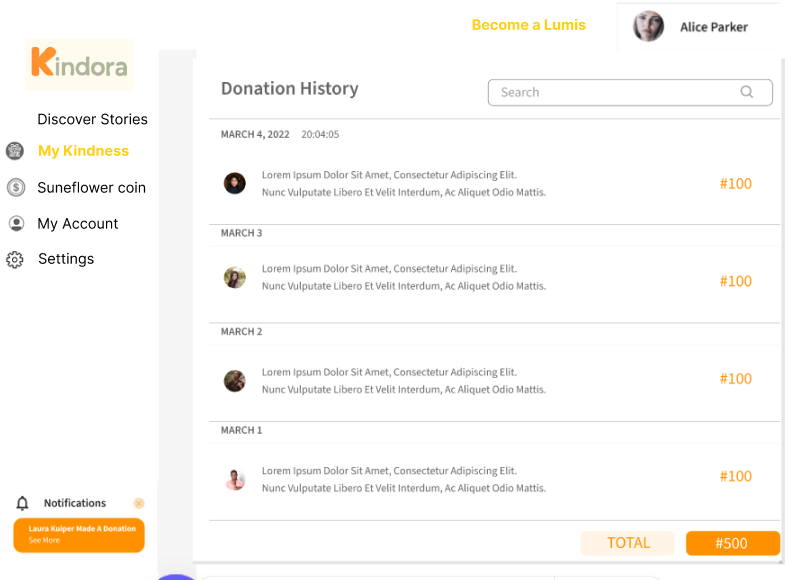 Become a Lumis
Alice Parker
Kindora
Discover Stories
My Kindness
Suneflower coin
My Account
Settings
Donation History
Search
MARCH 4, 2022 20:04:05
Lorem Ipsum Dolor Sit Amet, Consectetur Adipiscing Elit.
Nunc Vulputate Libero Et Velit Interdum, Ac Aliquet Odio Mattis.
#100
MARCH 3
Lorem Ipsum Dolor Sit Amet, Consectetur Adipiscing Elit.
Nunc Vulputate Libero Et Velit Interdum, Ac Aliquet Odio Mattis.
#100
MARCH 2
Lorem Ipsum Dolor Sit Amet, Consectetur Adipiscing Elit.
Nunc Vulputate Libero Et Velit Interdum, Ac Aliquet Odio Mattis.
#100
MARCH 1
Lorem Ipsum Dolor Sit Amet, Consectetur Adipiscing Elit.
Nunc Vulputate Libero Et Velit Interdum, Ac Aliquet Odio Mattis.
#100
TOTAL
#500
Notifications
Laura Kuiper Made A Donation
See More